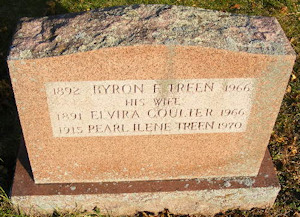 1892 BYRON F. TREEN 1966
HIS WIFE
1891 ELVIRA COULTER 1966
1915 PEARL ILENE TREEN 1970